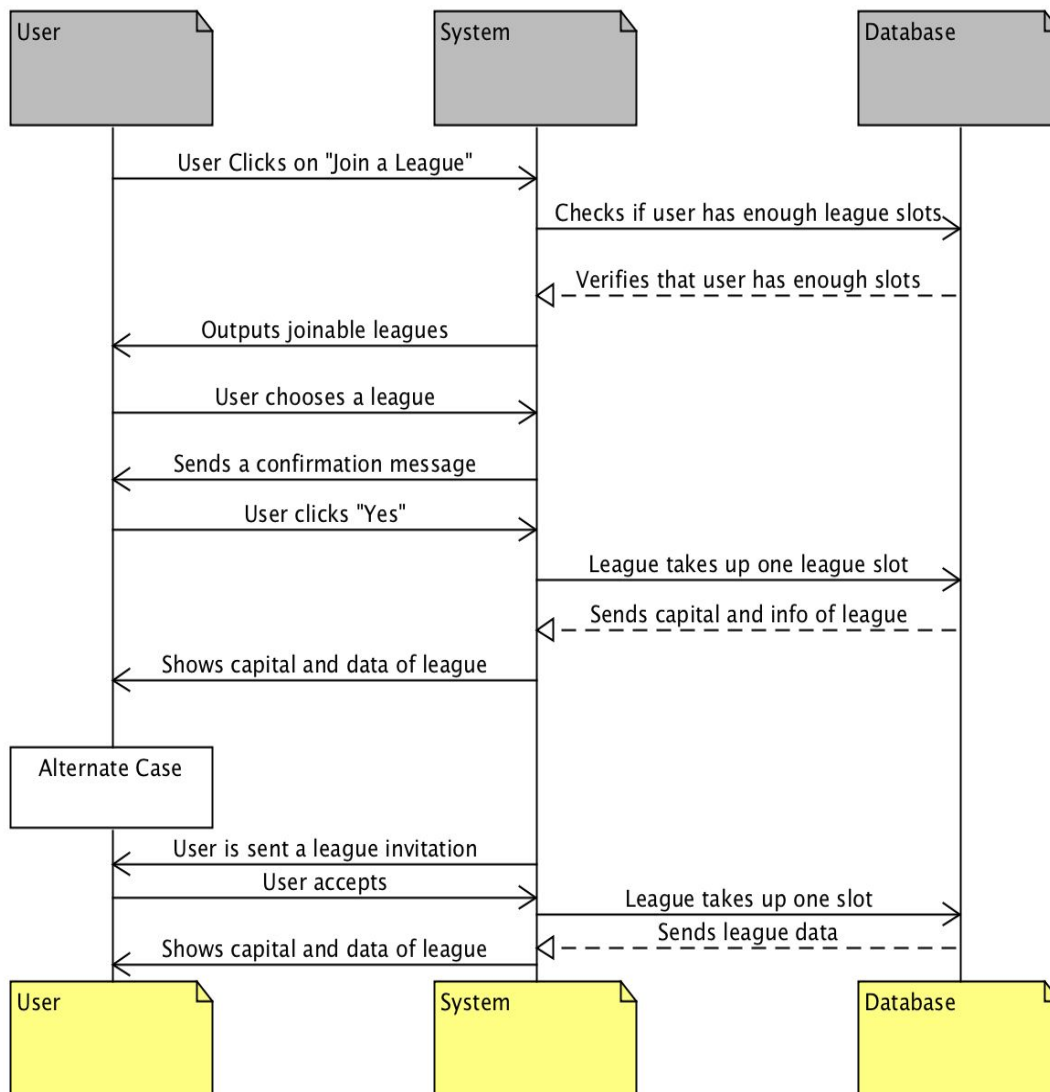 User
System
Database
User Clicks on "Join a League"
Checks if user has enough league slots
Verifies that user has enough slots
Outputs joinable leagues
User chooses a league
Sends a confirmation message
User clicks "Yes"
League takes up one league slot
Sends capital and info of league
Shows capital and data of league
Alternate Case
User is sent a league invitation
User accepts
League takes up one slot
Sends league data
Shows capital and data of league
User
System
Database